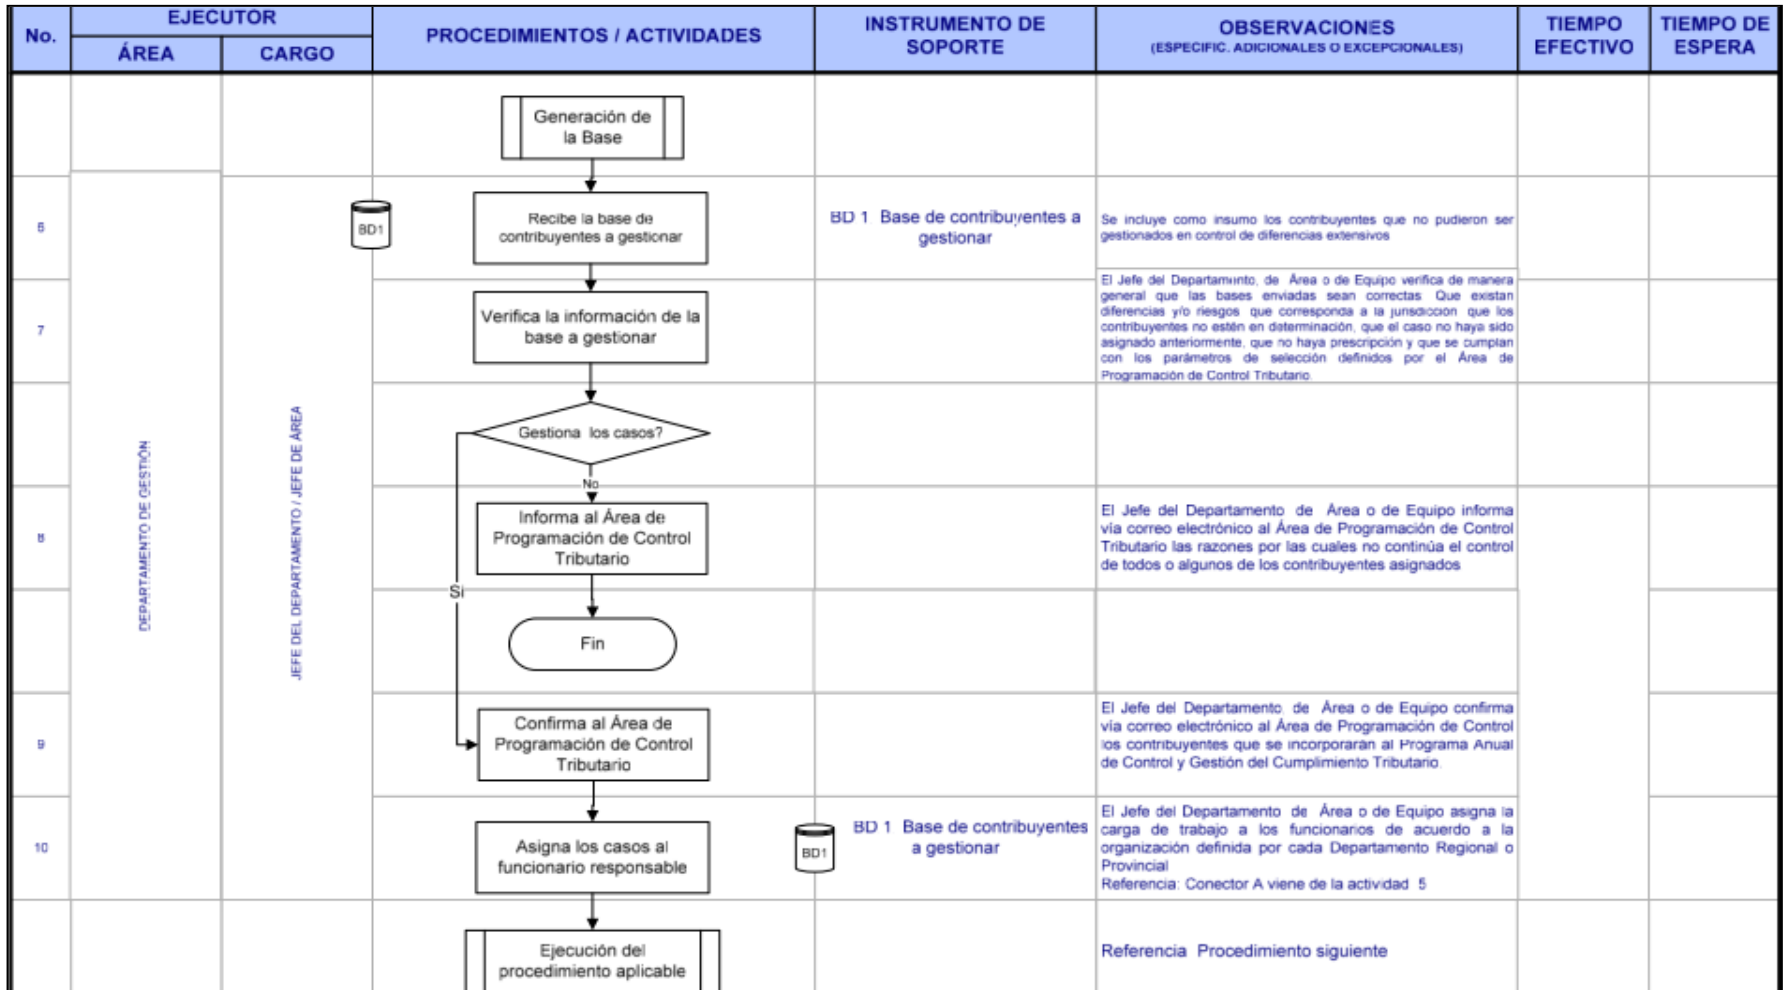 No.
EJECUTOR
ÁREA
CARGO
PROCEDIMIENTOS / ACTIVIDADES
INSTRUMENTO DE
SOPORTE
OBSERVACIONES
(ESPECIFIC. ADICIONALES O EXCEPCIONALES)
TIEMPO
EFECTIVO
TIEMPO DE
ESPERA
Generación de
la Base
DEPARTAMENTO DE GESTIÓN
JEFE DEL DEPARTAMENTO / JEFE DE ÁREA
6
BD1
Recibe la base de
contribuyentes a gestionar
BD 1 Base de contribuyentes a
gestionar
Se incluye como insumo los contribuyentes que no pudieron ser
gestionados en control de diferencias extensivos
7
Verifica la información de la
base a gestionar
El Jefe del Departamento, de Área o de Equipo verifica de manera
general que las bases enviadas sean correctas Que existan
diferencias y/o riesgos que corresponda a la jurisdicción que los
contribuyentes no estén en determinación, que el caso no haya sido
asignado anteriormente, que no haya prescripción y que se cumplan
con los parámetros de selección definidos por el Área de
Programación de Control Tributario.
Gestiona los casos?
No
8
Informa al Área de
Programación de Control
Tributario
El Jefe del Departamento de Área o de Equipo informa
vía correo electrónico al Área de Programación de Control
Tributario las razones por las cuales no continúa el control
de todos o algunos de los contribuyentes asignados
Si
Fin
9
Confirma al Área de
Programación de Control
Tributario
El Jefe del Departamento. de Área o de Equipo confirma
vía correo electrónico al Área de Programación de Control
los contribuyentes que se incorporarán al Programa Anual
de Control y Gestión del Cumplimiento Tributario.
10
Asigna los casos al
funcionario responsable
BD1
BD 1 Base de contribuyentes
a gestionar
El Jefe del Departamento de Área o de Equipo asigna la
carga de trabajo a los funcionarios de acuerdo a la
organización definida por cada Departamento Regional o
Provincial
Referencia: Conector A viene de la actividad 5
Ejecución del
procedimiento aplicable
Referencia Procedimiento siguiente